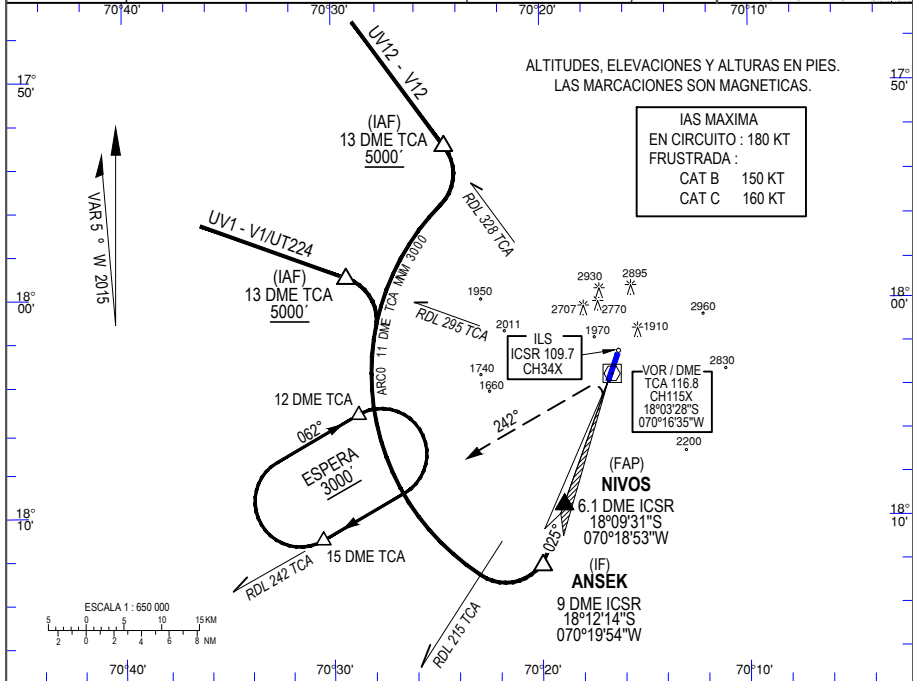 70°40'
70°30'
70°20'
70°10'
17°
50'
17°
50'
ALTITUDES, ELEVACIONES Y ALTURAS EN PIES.
LAS MARCACIONES SON MAGNETICAS.
IAS MAXIMA
EN CIRCUITO : 180 KT
FRUSTRADA :
CAT B 150 KT
CAT C 160 KT
UV12 - V12
(IAF)
13 DME TCA
5000´
VAR 5 ° W 2015
RDL 328 TCA
UV1 - V1/UT224
(IAF)
13 DME TCA
5000´
ARCO 11 DME TCA MNM 3000
RDL 295 TCA
18°
00'
18°
00'
1950
2930
2895
2707
2770
2960
2011
1970
1910
1740
1660
2830
2200
ILS
ICSR 109.7
CH34X
VOR / DME
TCA 116.8
CH115X
18°03'28"S
070°16'35"W
12 DME TCA
062°
ESPERA
3000´
242°
15 DME TCA
RDL 242 TCA
(FAP)
NIVOS
6.1 DME ICSR
18°09'31"S
070°18'53"W
18°
10'
18°
10'
025°
(IF)
ANSEK
9 DME ICSR
18°12'14"S
070°19'54"W
RDL 215 TCA
ESCALA 1 : 650 000
5 0 5 10 15 KM
2 0 2 4 6 8 NM
70°40'
70°30'
70°20'
70°10'